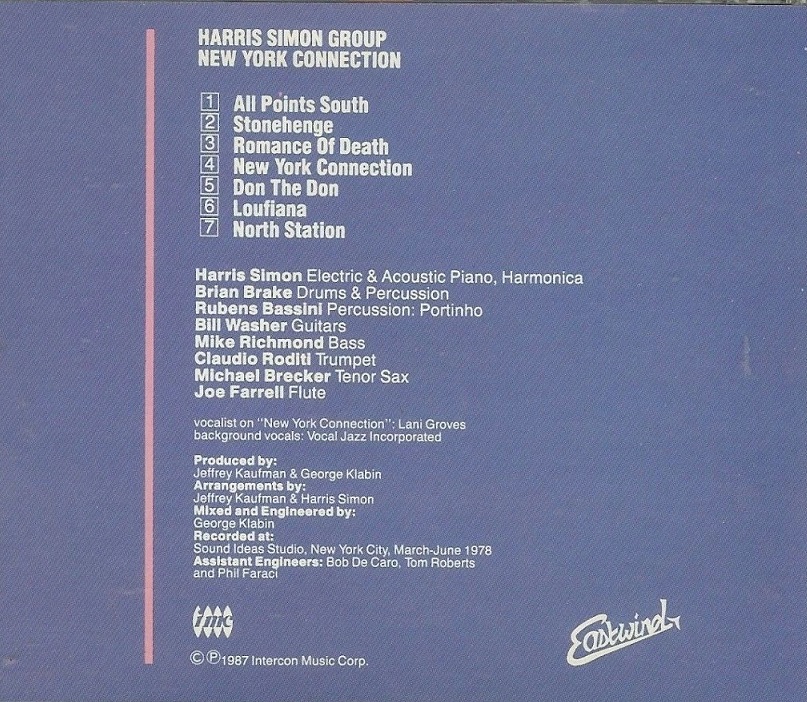 HARRIS SIMON GROUP
NEW YORK CONNECTION
1 All Points South
2 Stonehenge
3 Romance Of Death
4 New York Connection
5 Don The Don
6 Loufiana
7 North Station
Harris Simon Electric & Acoustic Piano, Harmonica
Brian Brake Drums & Percussion
Rubens Bassini Percussion: Portinho
Bill Washer Guitars
Mike Richmond Bass
Claudio Roditi Trumpet
Michael Brecker Tenor Sax
Joe Farrell Flute
vocalist on "New York Connection": Lani Groves
background vocals: Vocal Jazz Incorporated
Produced by:
Jeffrey Kaufman & George Klabin
Arrangements by:
Jeffrey Kaufman & Harris Simon
Mixed and Engineered by:
George Klabin
Recorded at:
Sound Ideas Studio, New York City, March-June 1978
Assistant Engineers: Bob De Caro, Tom Roberts
and Phil Faraci
imc
Eastwind
© ℗1987 Intercon Music Corp.